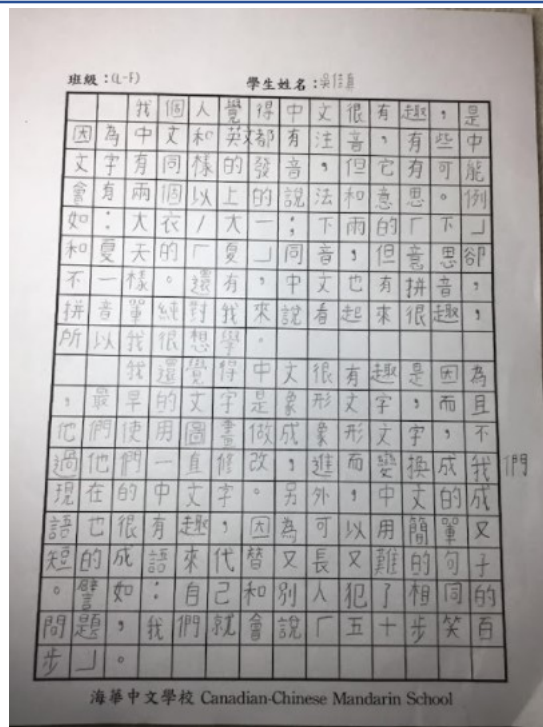 班級：(L-F) 學生姓名：吳佳真
我個人覺得中文很有趣，是
因為中文和英文都有注音，有些中
文字有同樣的發音，但它有可能
會有兩個以上的說法和意思。例
如：大衣/大一；下雨的「下」
和夏天的「夏」同音，但意思卻
不一樣。還有，中文也有拼音，
拼音單純對我來說看起來很趣，
所以我很想學。
我還覺得中文很有趣是因為
，最早的文字是象形文字，而且
他們使用圖畫做成象形文字，不
過他們一直修改，進而變換成我們
現在的中文字。另外，中文的成
語也很有趣，因為可以用簡單又
短的成語來代替又長又難的句子
。譬如：自己和別人犯了相同的
問題，我們就會說「五十步笑百
步」。
海華中文學校 Canadian-Chinese Mandarin School